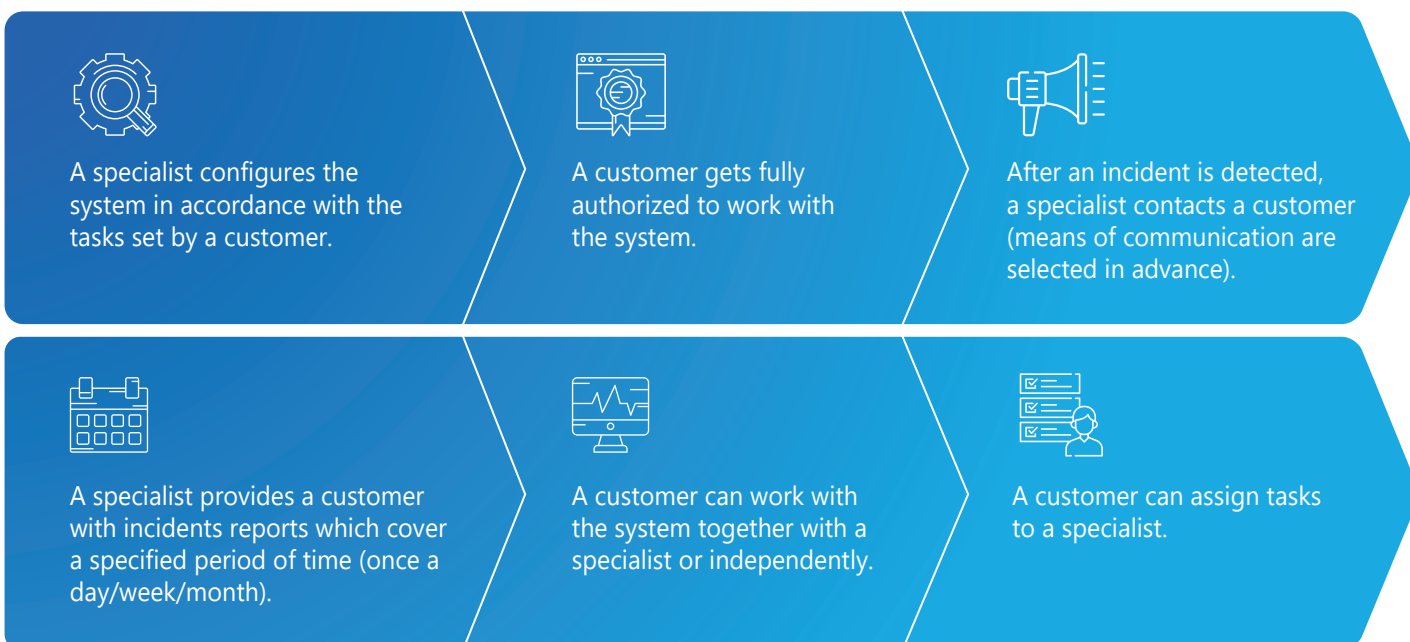 A specialist configures the
system in accordance with the
tasks set by a customer.
A customer gets fully
authorized to work with
the system.
After an incident is detected,
a specialist contacts a customer
(means of communication are
selected in advance).
A specialist provides a customer
with incidents reports which cover
a specified period of time (once a
day/week/month).
A customer can work with
the system together with a
specialist or independently.
A customer can assign tasks
to a specialist.